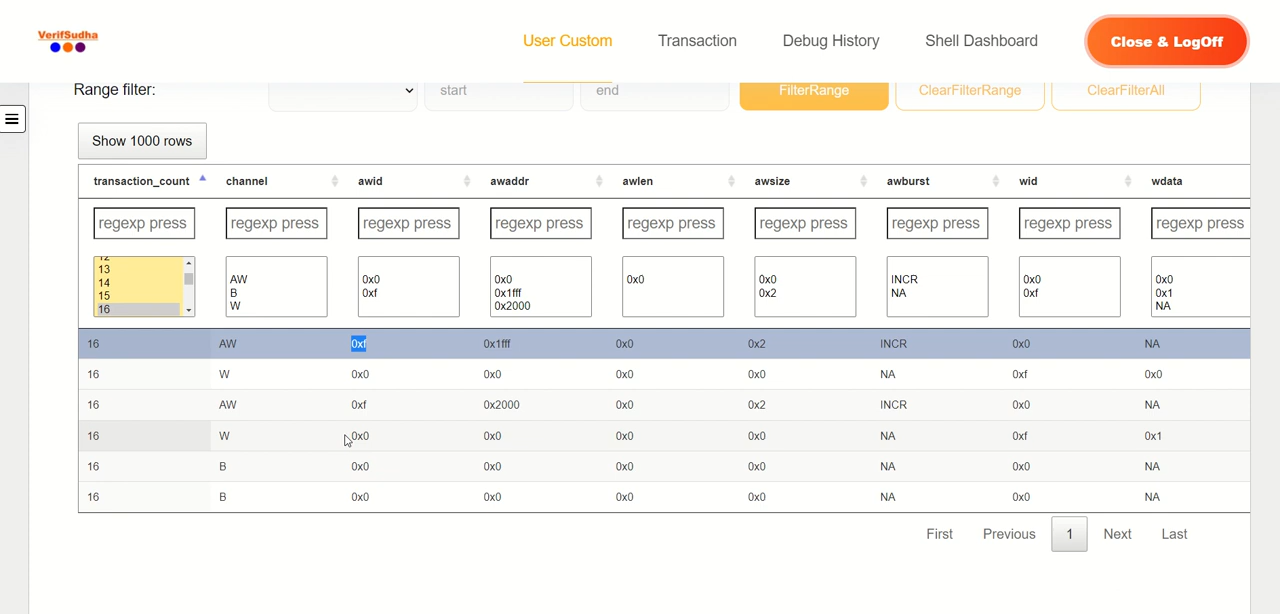 VerifSudha
User Custom Transaction Debug History Shell Dashboard Close & LogOff
Range filter: start end FilterRange ClearFilterRange ClearFilterAll
Show 1000 rows
transaction_count channel awid awaddr awlen awsize awburst wid wdata
regexp press regexp press regexp press regexp press regexp press regexp press regexp press regexp press regexp press
12
13 AW 0x0 0x0 0x0 0x0 INCR 0x0 0x0
14 B 0xf 0x1fff 0x2 NA 0xf 0x1
15 W 0x2000 NA
16
16 AW 0xf 0x1fff 0x0 0x2 INCR 0x0 NA
16 W 0x0 0x0 0x0 0x0 NA 0xf 0x0
16 AW 0xf 0x2000 0x0 0x2 INCR 0x0 NA
16 W 0x0 0x0 0x0 0x0 NA 0xf 0x1
16 B 0x0 0x0 0x0 0x0 NA 0x0 NA
16 B 0x0 0x0 0x0 0x0 NA 0x0 NA
First Previous 1 Next Last